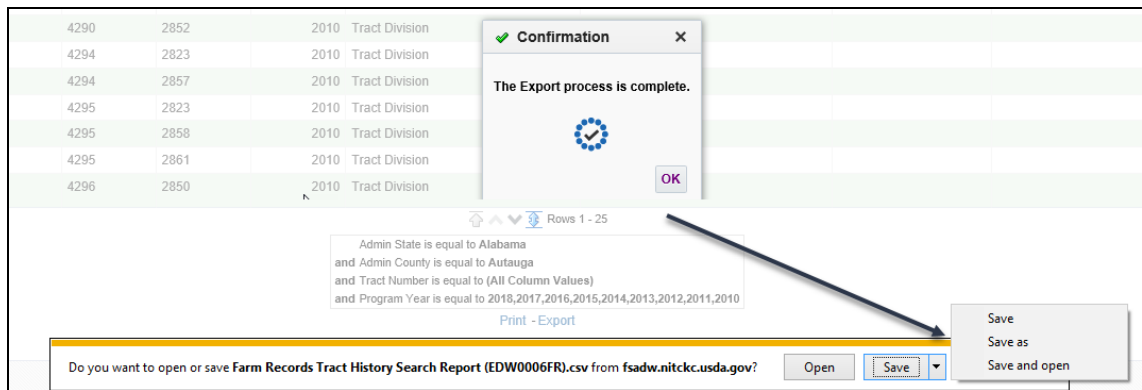 4290 2852 2010 Tract Division
4294 2823 2010 Tract Division
4294 2857 2010 Tract Division
4295 2823 2010 Tract Division
4295 2858 2010 Tract Division
4295 2861 2010 Tract Division
4296 2850 2010 Tract Division
Confirmation
The Export process is complete.
OK
Rows 1 - 25
Admin State is equal to Alabama
and Admin County is equal to Autauga
and Tract Number is equal to (All Column Values)
and Program Year is equal to 2018,2017,2016,2015,2014,2013,2012,2011,2010
Print - Export
Save
Save as
Save and open
Do you want to open or save Farm Records Tract History Search Report (EDW0006FR).csv from fsadw.nitckc.usda.gov? Open Save